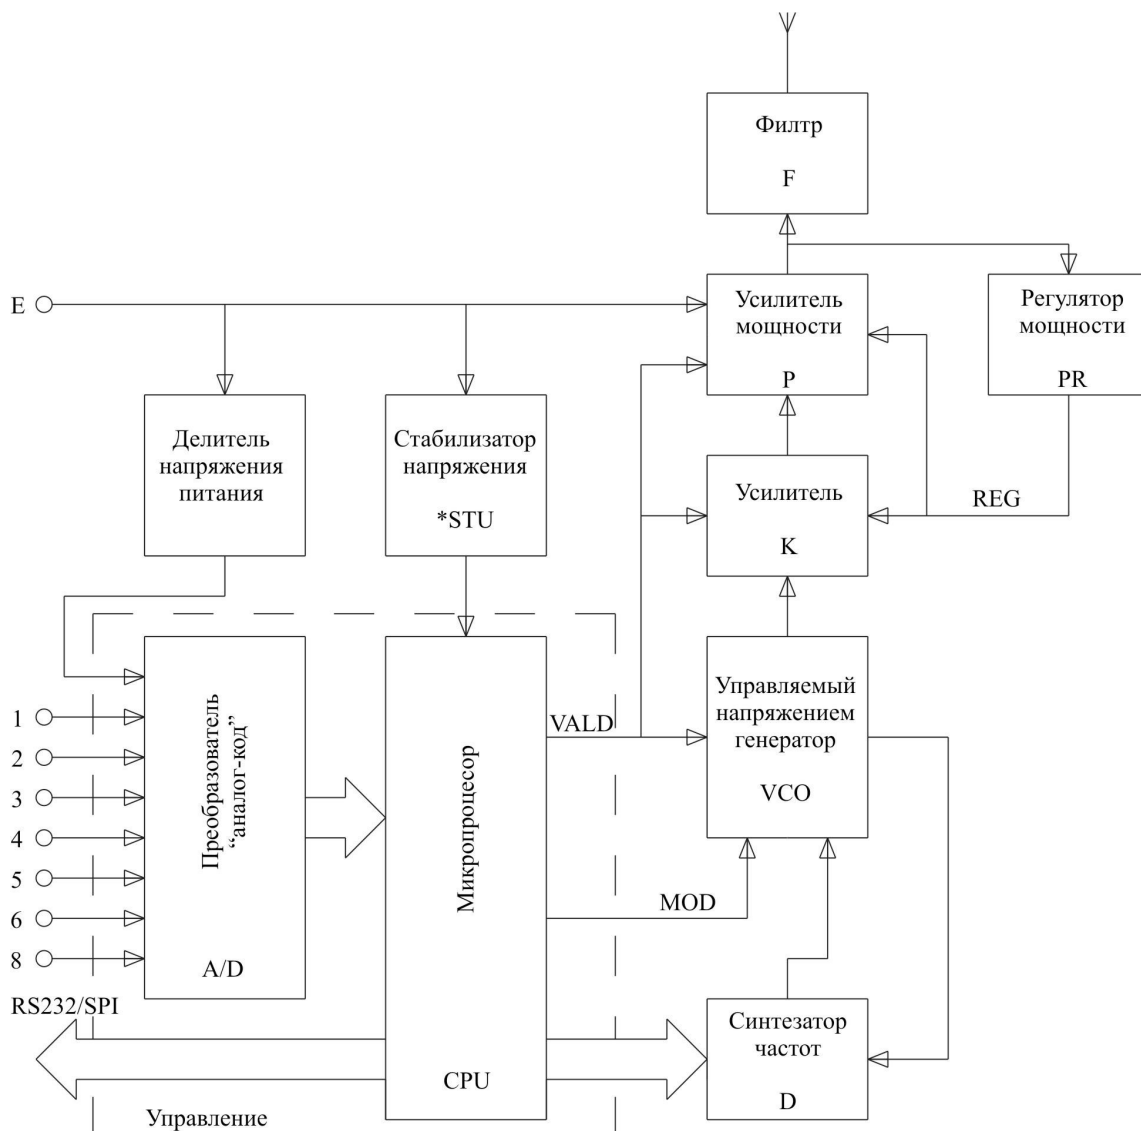 Филтр
F
E
Усилитель
мощности
P
Регулятор
мощности
PR
Делитель
напряжения
питания
Стабилизатор
напряжения
*STU
Усилитель
K
REG
Преобразователь
“аналог-код”
A/D
Микропроцесор
CPU
VALD
Управляемый
напряжением
генератор
VCO
MOD
1
2
3
4
5
6
8
RS232/SPI
Синтезатор
частот
D
Управление